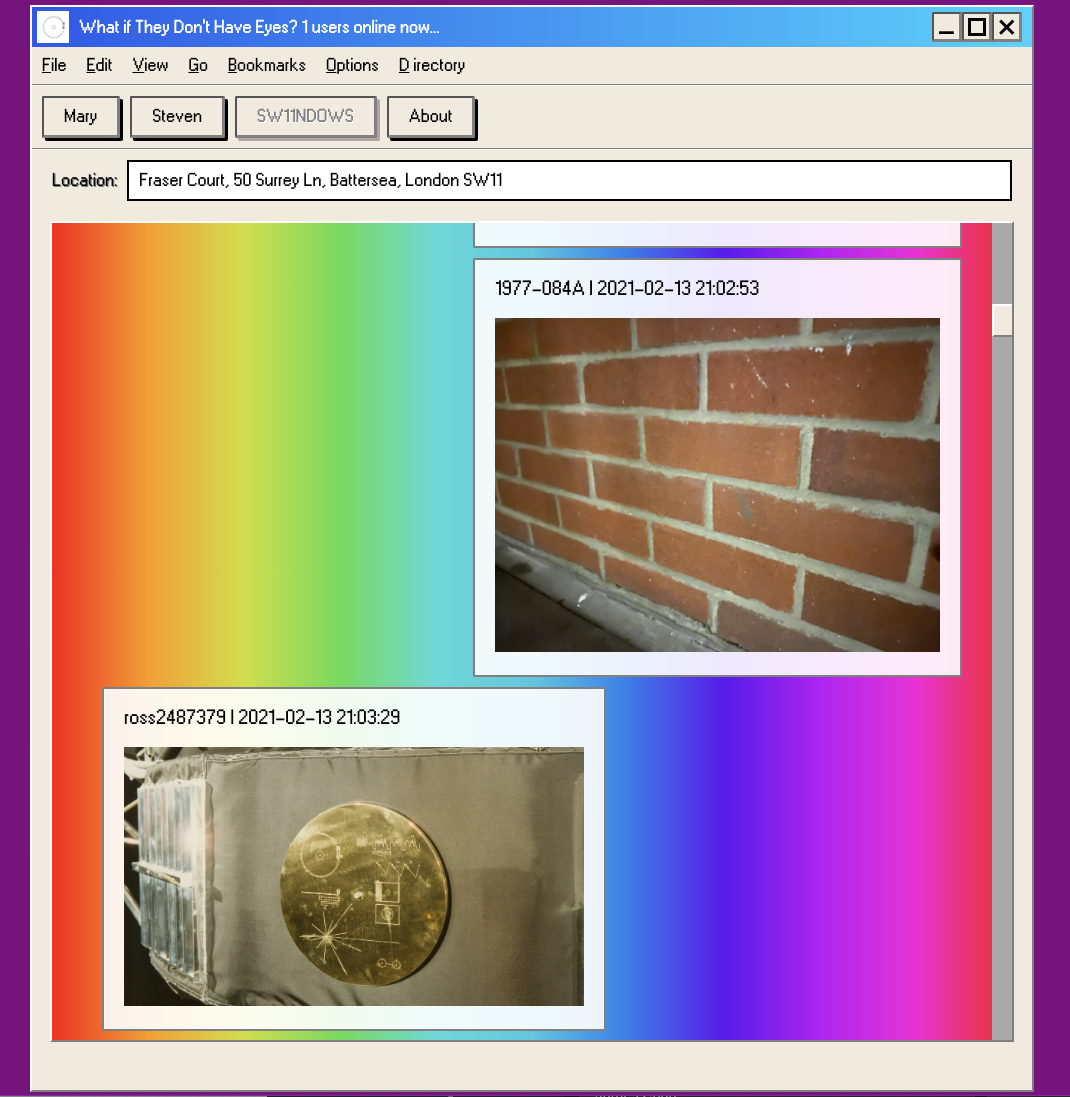 What if They Don't Have Eyes? 1 users online now...
File Edit View Go Bookmarks Options D irectory
Mary Steven SW11NDOWS About
Location: Fraser Court, 50 Surrey Ln, Battersea, London SW11
1977-084A | 2021-02-13 21:02:53
ross2487379 | 2021-02-13 21:03:29